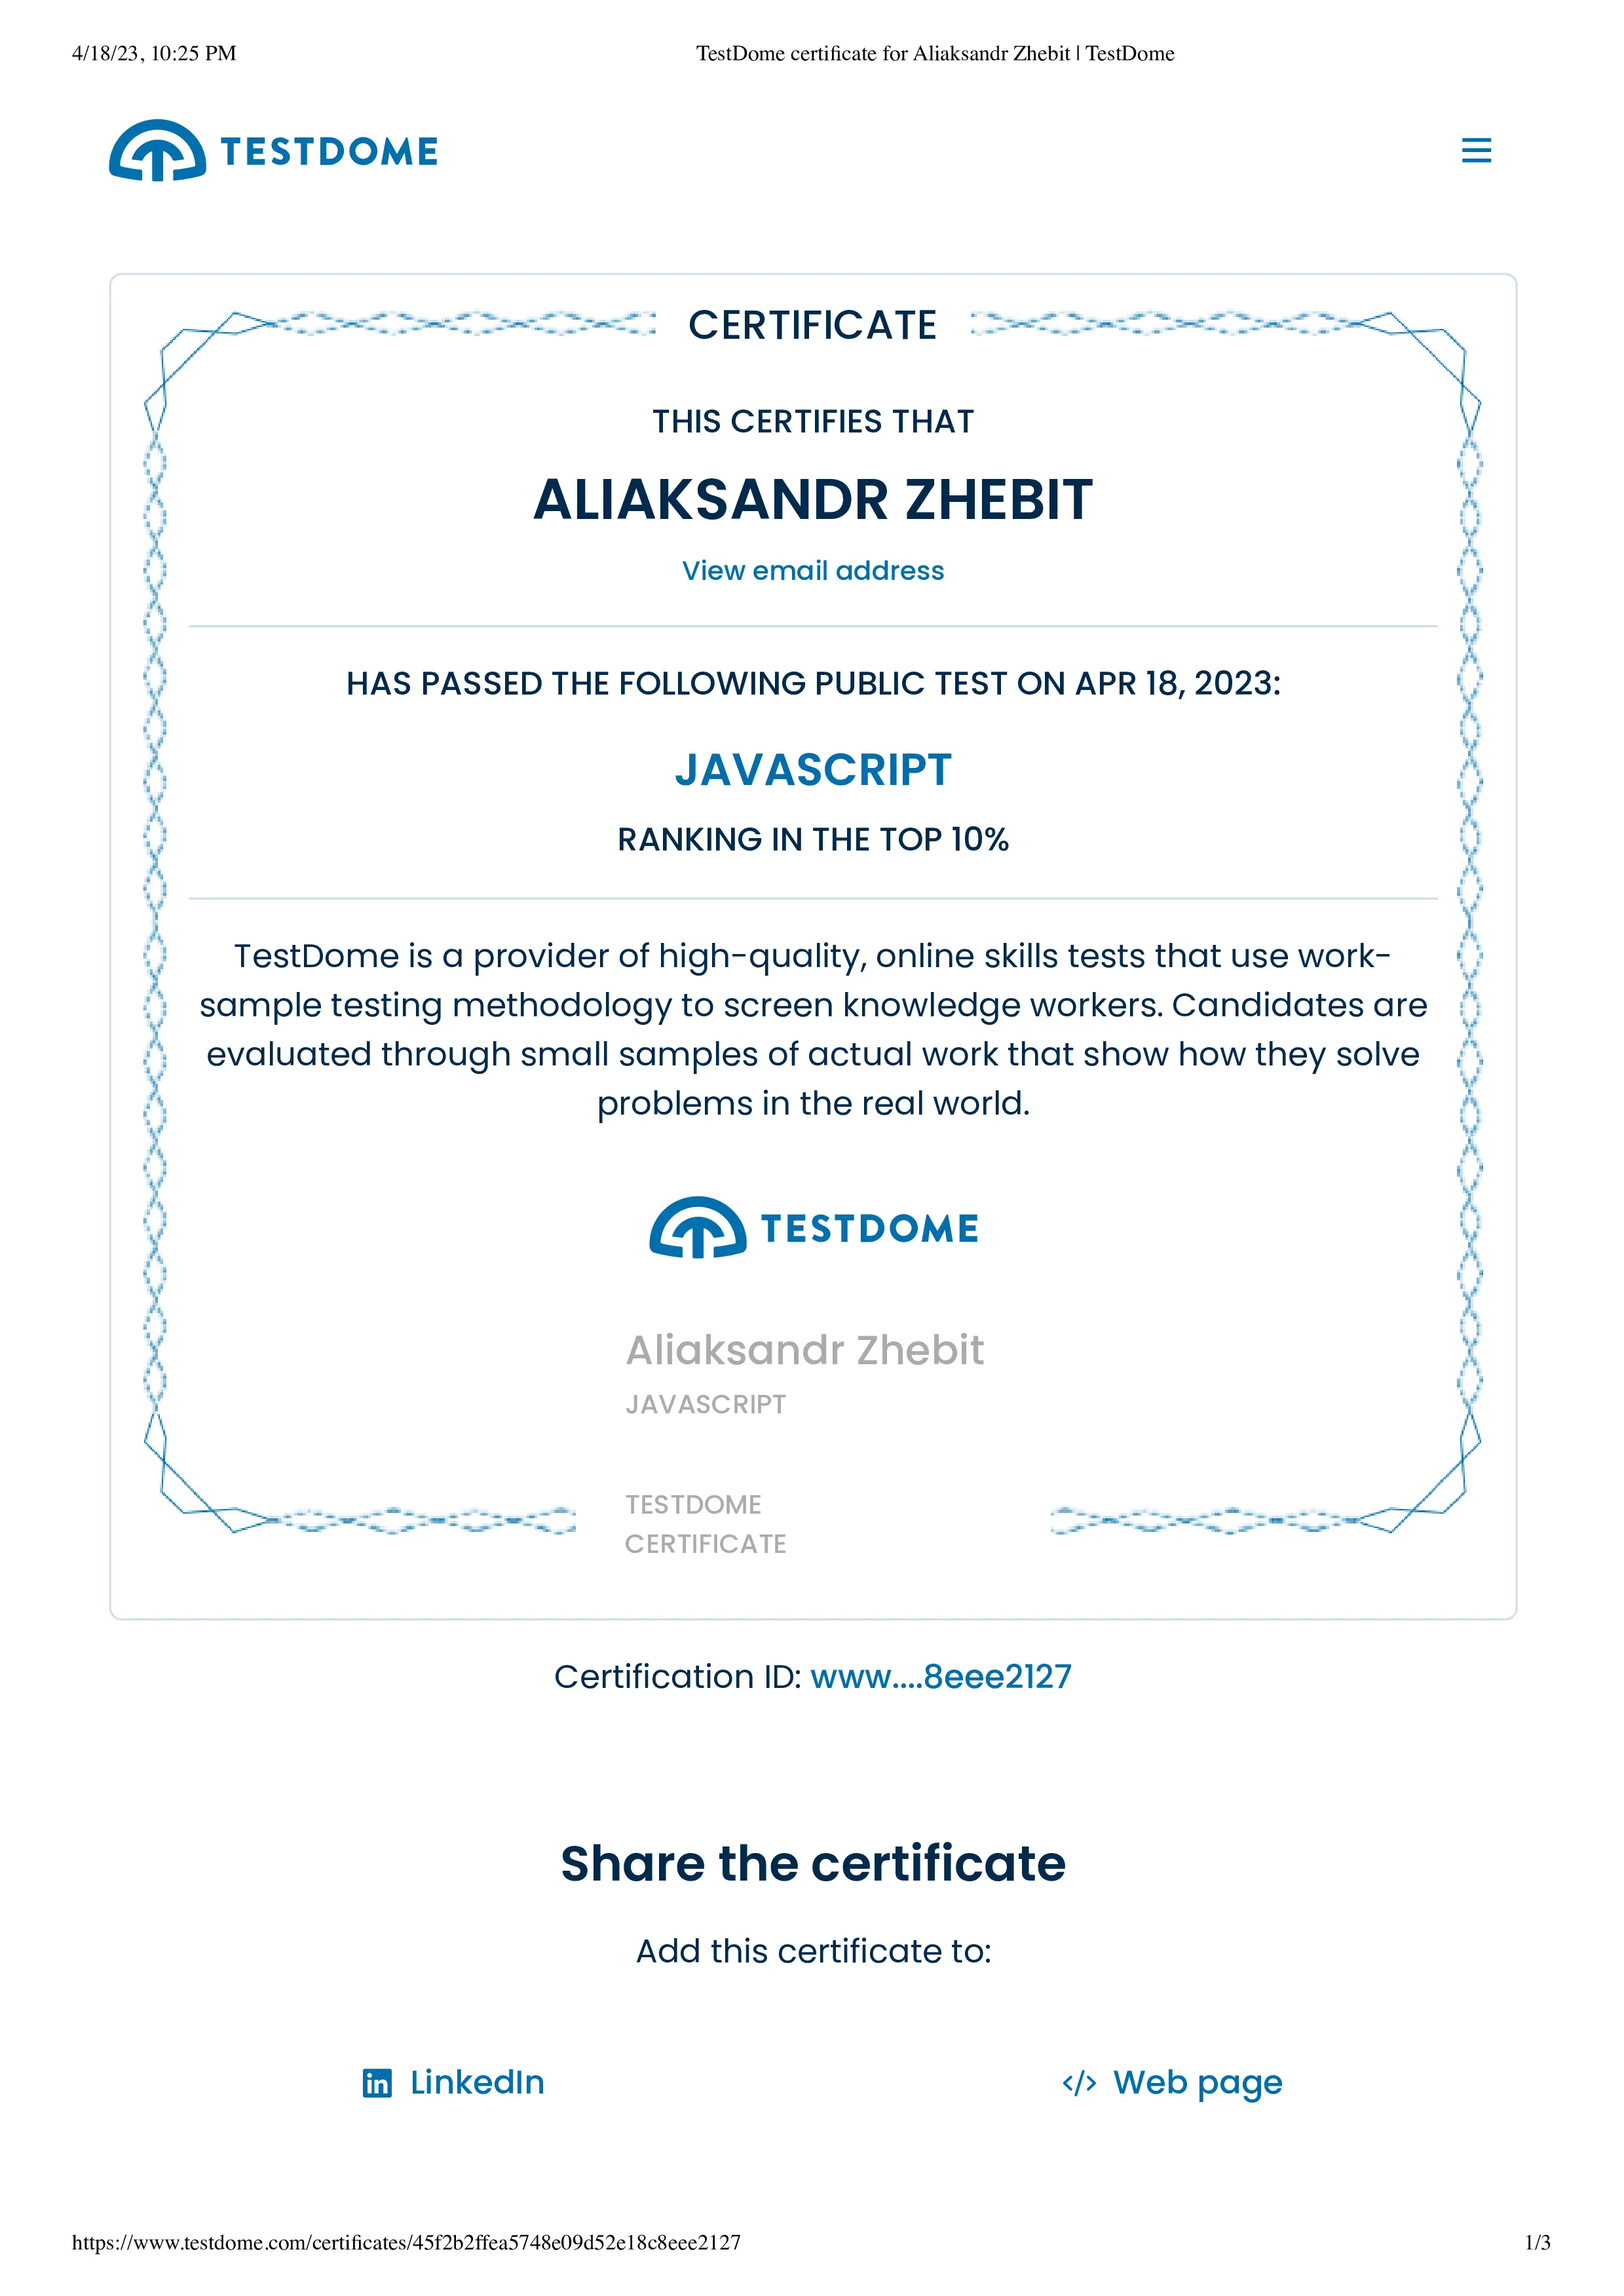 4/18/23, 10:25 PM
TestDome certificate for Aliaksandr Zhebit | TestDome
TESTDOME
CERTIFICATE
THIS CERTIFIES THAT
ALIAKSANDR ZHEBIT
View email address
HAS PASSED THE FOLLOWING PUBLIC TEST ON APR 18, 2023:
JAVASCRIPT
RANKING IN THE TOP 10%
TestDome is a provider of high-quality, online skills tests that use work-
sample testing methodology to screen knowledge workers. Candidates are
evaluated through small samples of actual work that show how they solve
problems in the real world.
TESTDOME
Aliaksandr Zhebit
JAVASCRIPT
TESTDOME
CERTIFICATE
Certification ID: www....8eee2127
Share the certificate
Add this certificate to:
in LinkedIn
</> Web page
https://www.testdome.com/certificates/45f2b2ffea5748e09d52e18c8eee2127
1/3